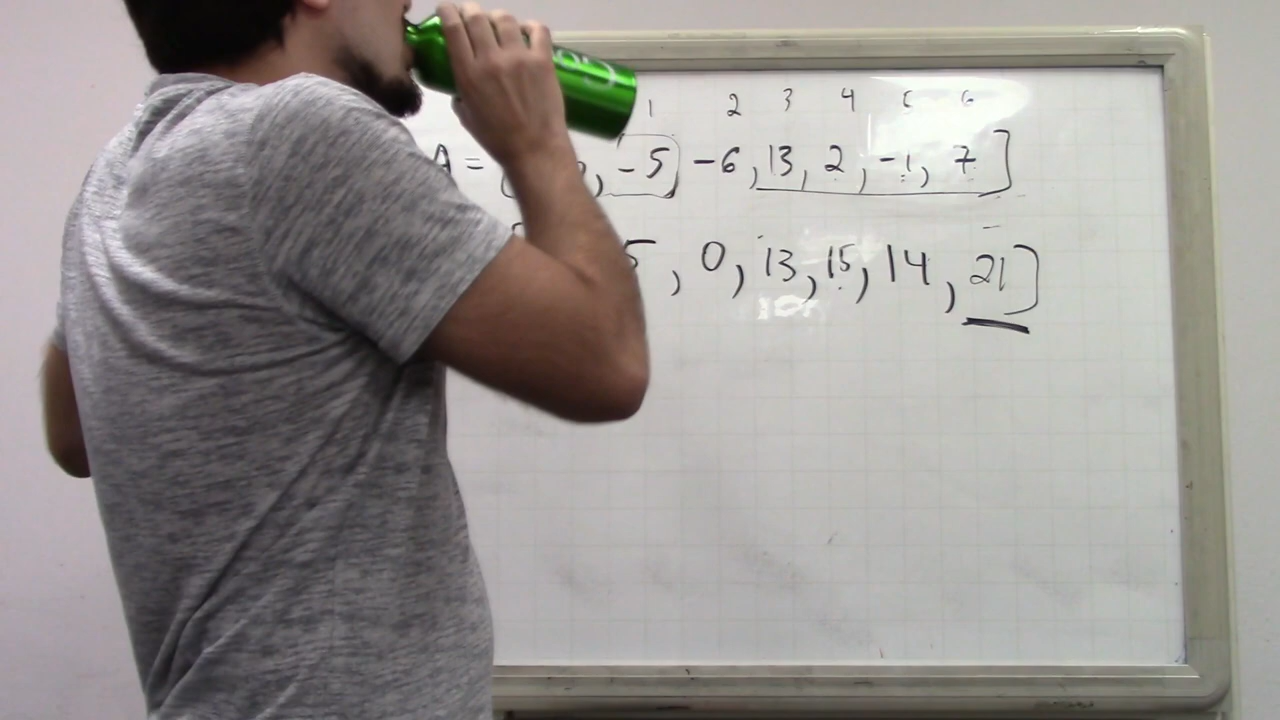 1 2 3 4 5 6
A = [ , -5] -6, 13, 2, -1, 7]
5, 0, 13, 15, 14, 21]